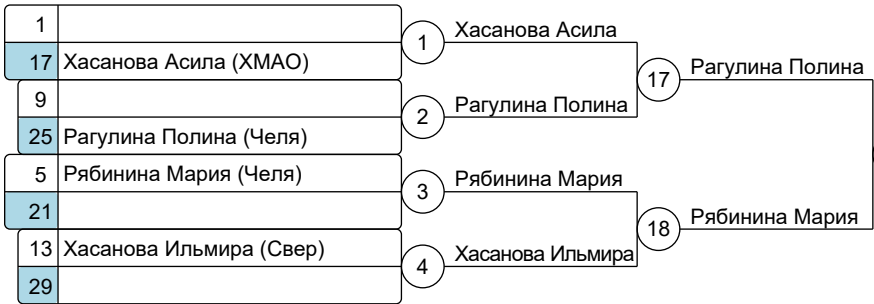 1
17 Хасанова Асила (ХМАО)
9
25 Рагулина Полина (Челя)
5 Рябинина Мария (Челя)
21
13 Хасанова Ильмира (Свер)
29
1 Хасанова Асила
2 Рагулина Полина
3 Рябинина Мария
4 Хасанова Ильмира
17 Рагулина Полина
18 Рябинина Мария